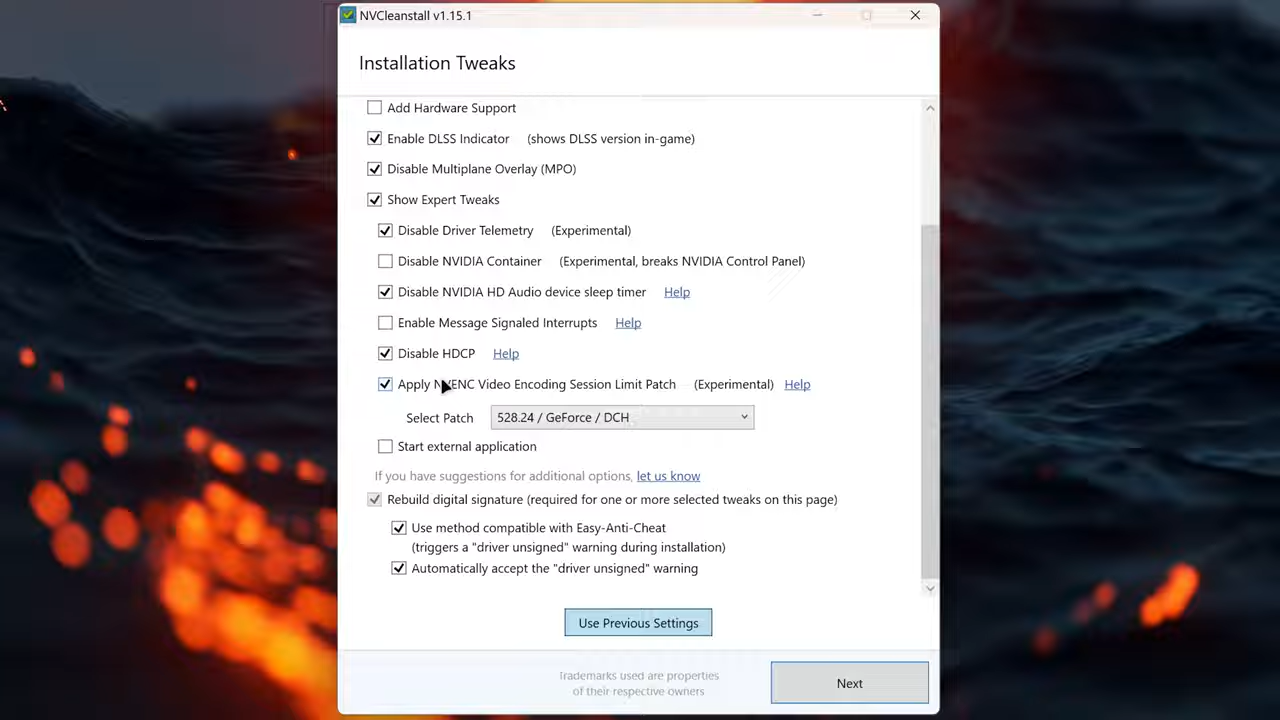 NVCleanstall v1.15.1
Installation Tweaks
Add Hardware Support
Enable DLSS Indicator (shows DLSS version in-game)
Disable Multiplane Overlay (MPO)
Show Expert Tweaks
Disable Driver Telemetry (Experimental)
Disable NVIDIA Container (Experimental, breaks NVIDIA Control Panel)
Disable NVIDIA HD Audio device sleep timer Help
Enable Message Signaled Interrupts Help
Disable HDCP Help
Apply NVENC Video Encoding Session Limit Patch (Experimental) Help
Select Patch 528.24 / GeForce / DCH
Start external application
If you have suggestions for additional options, let us know
Rebuild digital signature (required for one or more selected tweaks on this page)
Use method compatible with Easy-Anti-Cheat
(triggers a "driver unsigned" warning during installation)
Automatically accept the "driver unsigned" warning
Use Previous Settings
Trademarks used are properties
of their respective owners
Next